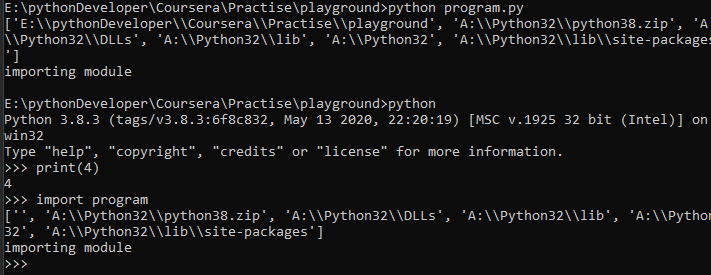 E:\pythonDeveloper\Coursera\Practise\playground>python program.py
['E:\\pythonDeveloper\\Coursera\\Practise\\playground', 'A:\\Python32\\python38.zip', 'A
\\Python32\\DLLs', 'A:\\Python32\\lib', 'A:\\Python32', 'A:\\Python32\\lib\\site-packages
']
importing module
E:\pythonDeveloper\Coursera\Practise\playground>python
Python 3.8.3 (tags/v3.8.3:6f8c832, May 13 2020, 22:20:19) [MSC v.1925 32 bit (Intel)] on
win32
Type "help", "copyright", "credits" or "license" for more information.
>>> print(4)
4
>>> import program
['', 'A:\\Python32\\python38.zip', 'A:\\Python32\\DLLs', 'A:\\Python32\\lib', 'A:\\Python
32', 'A:\\Python32\\lib\\site-packages']
importing module
>>>